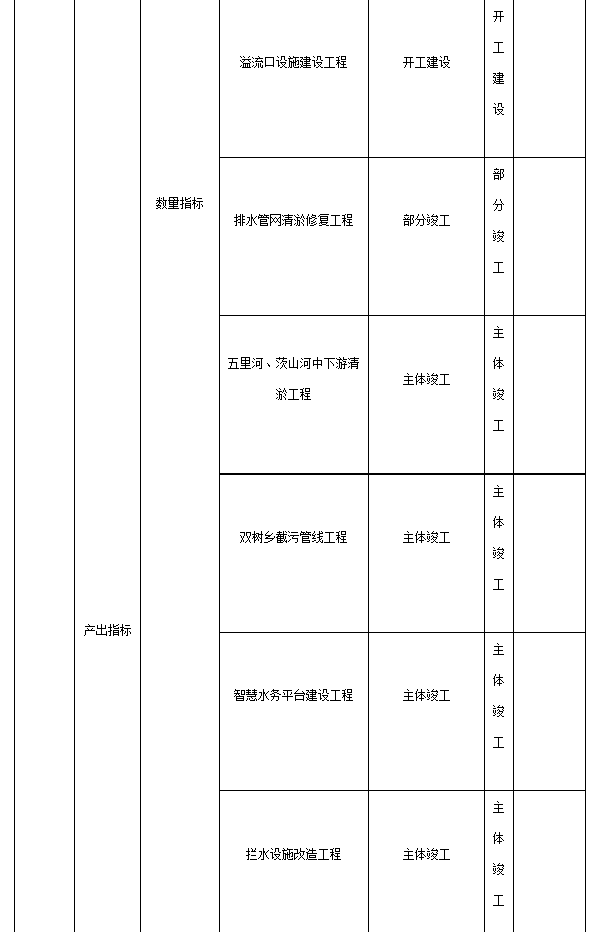 溢流口设施建设工程
开工建设
开
工
建
设
数量指标
排水管网清淤修复工程
部分竣工
部
分
竣
工
五里河、茨山河中下游清
淤工程
主体竣工
主
体
竣
工
双树乡截污管线工程
主体竣工
主
体
竣
工
产出指标
智慧水务平台建设工程
主体竣工
主
体
竣
工
拦水设施改造工程
主体竣工
主
体
竣
工